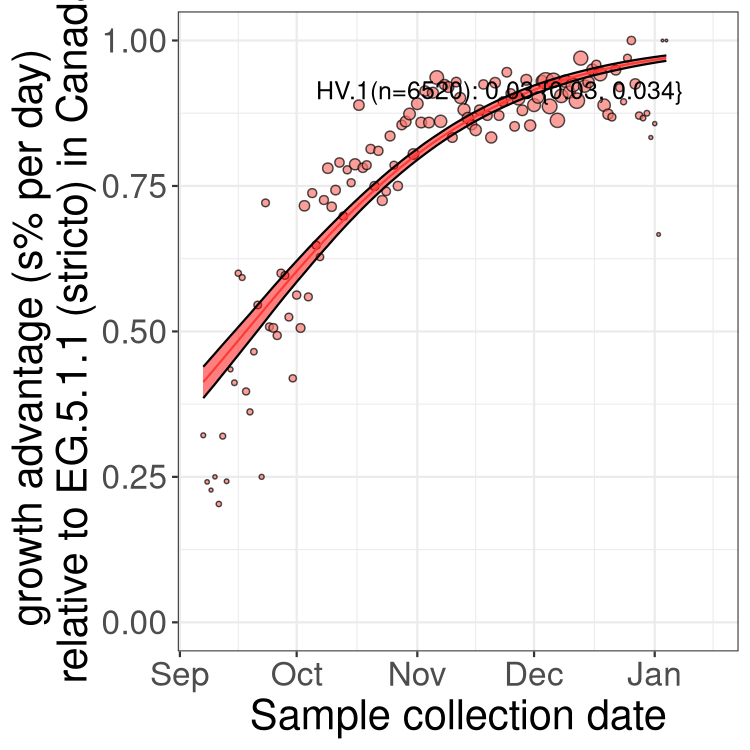 growth advantage (s% per day)
relative to EG.5.1.1 (stricto) in Canada
1.00
0.75
0.50
0.25
0.00
HV.1(n=6520): 0.03 {0.03, 0.034}
Sep Oct Nov Dec Jan
Sample collection date